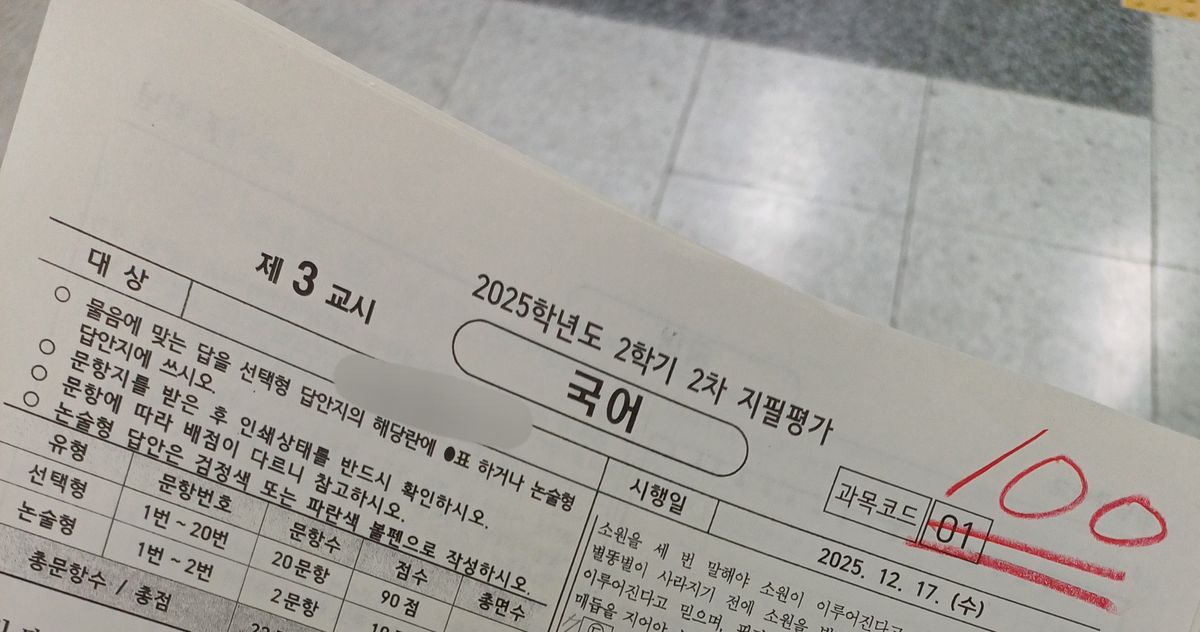 제 3 교시
2025학년도 2학기 2차 지필평가
국어
100
과목코드 01
대 상
시행일 2025. 12. 17. (수)
○ 물음에 맞는 답을 선택형 답안지의 해당란에 ●표 하거나 논술형
답안지에 쓰시오.
○ 문항지를 받은 후 인쇄상태를 반드시 확인하시오.
○ 문항에 따라 배점이 다르니 참고하시오.
○ 논술형 답안은 검정색 또는 파란색 볼펜으로 작성하시오.
유형 문항번호 문항수 점수 총면수
선택형 1번 ~ 20번 20문항 90점
논술형 1번 ~ 2번 2문항
총문항수 / 총점
소원을 세 번 말해야 소원이 이루어진다고
별똥별이 사라지기 전에 소원을
이루어진다고 믿으며,
매듭을 지어야